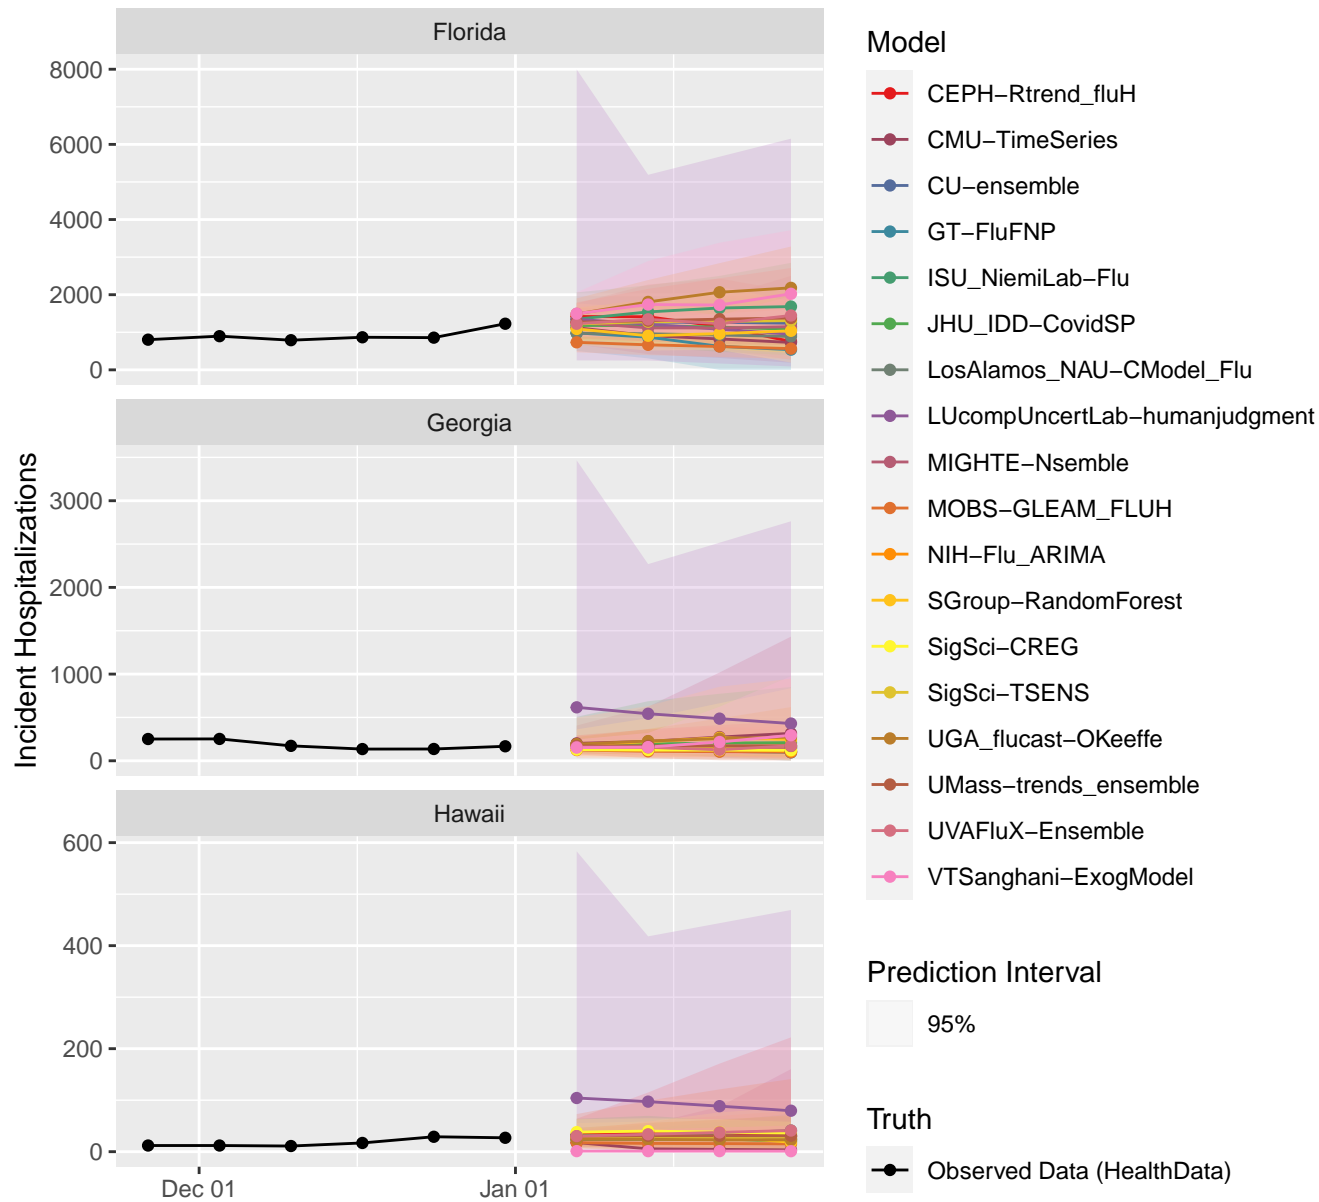 Florida
8000
6000
4000
2000
0
Georgia
3000
2000
1000
0
Hawaii
600
400
200
0
Dec 01
Jan 01
Incident Hospitalizations
Model
CEPH−Rtrend_fluH
CMU−TimeSeries
CU−ensemble
GT−FluFNP
ISU_NiemiLab−Flu
JHU_IDD−CovidSP
LosAlamos_NAU−CModel_Flu
LUcompUncertLab−humanjudgment
MIGHTE−Nsemble
MOBS−GLEAM_FLUH
NIH−Flu_ARIMA
SGroup−RandomForest
SigSci−CREG
SigSci−TSENS
UGA_flucast−OKeeffe
UMass−trends_ensemble
UVAFluX−Ensemble
VTSanghani−ExogModel
Prediction Interval
95%
Truth
Observed Data (HealthData)